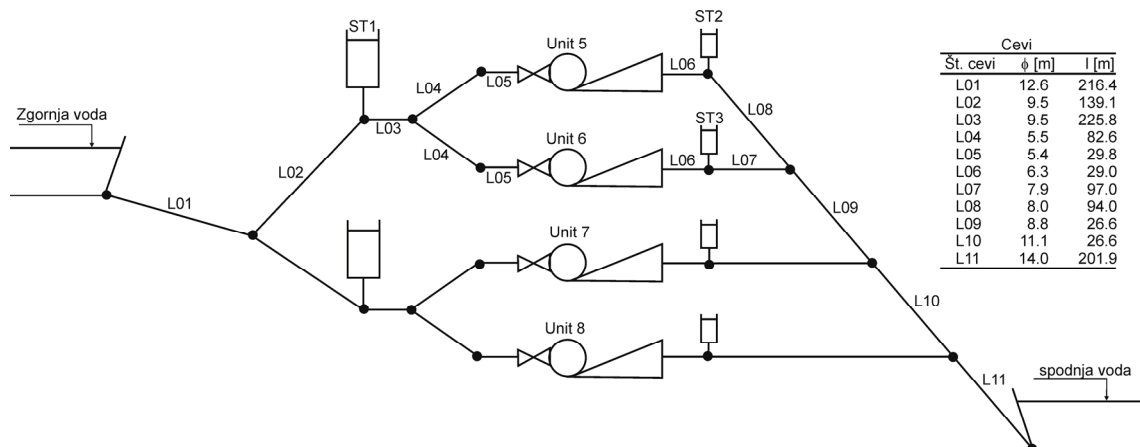 ST1
ST2
Unit 5
L04
L05
L06
Zgornja voda
L03
L08
L04
ST3
Unit 6
L02
L05
L06
L07
L01
L09
Unit 7
L10
Unit 8
L11
spodnja voda
Cevi
Št. cevi ϕ [m] l [m]
L01 12.6 216.4
L02 9.5 139.1
L03 9.5 225.8
L04 5.5 82.6
L05 5.4 29.8
L06 6.3 29.0
L07 7.9 97.0
L08 8.0 94.0
L09 8.8 26.6
L10 11.1 26.6
L11 14.0 201.9